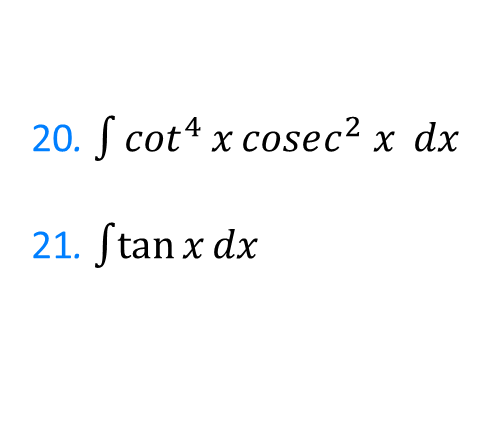 20. ∫ cot⁴ x cosec² x dx
21. ∫tan x dx